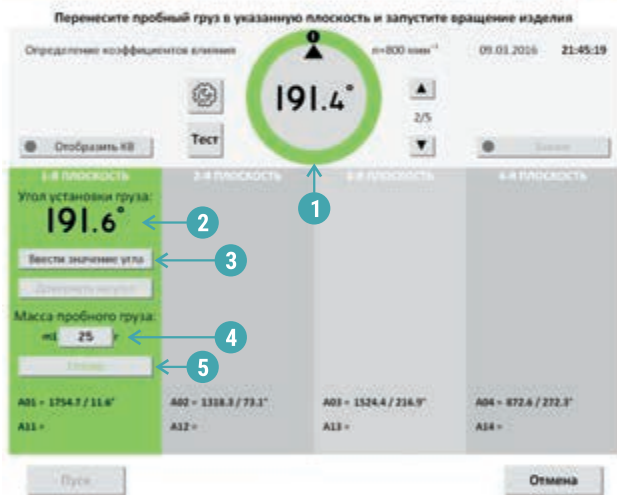 Перенесите пробный груз в указанную плоскость и запустите вращение изделия
Определение коэффициентов влияния
0
n=800 мин⁻¹
09.03.2016 21:45:19
191.4°
2/5
Отобразить КВ
Тест
1-я ПЛОСКОСТЬ
2-я ПЛОСКОСТЬ
3-я ПЛОСКОСТЬ
4-я ПЛОСКОСТЬ
1
Угол установки груза:
191.6°
2
Ввести значение угла
3
Масса пробного груза:
m1 25 г
4
5
A01 = 1754.7 / 11.6°
A02 = 1318.3 / 73.1°
A03 = 1524.4 / 216.9°
A04 = 872.6 / 272.3°
A11 =
A12 =
A13 =
A14 =
Пуск
Отмена